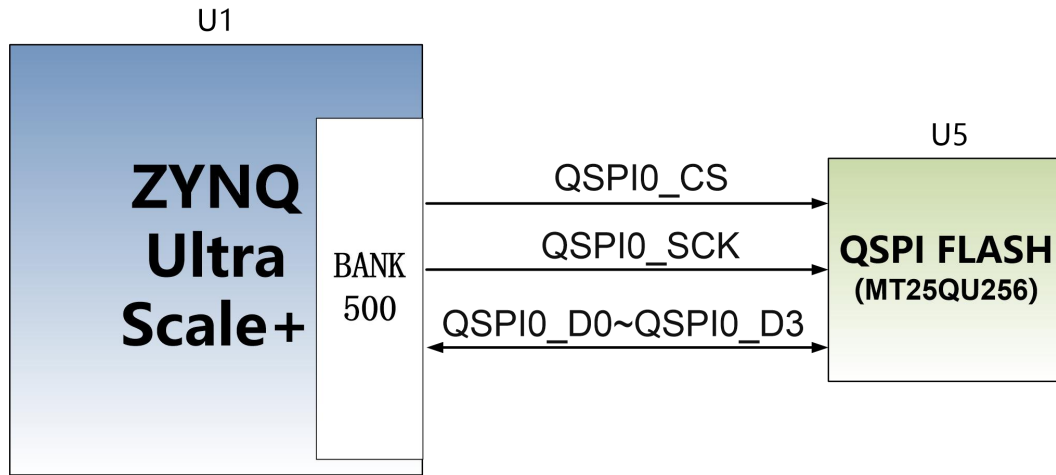 U1
ZYNQ
Ultra
Scale+
BANK
500
QSPI0_CS
QSPI0_SCK
QSPI0_D0~QSPI0_D3
U5
QSPI FLASH
(MT25QU256)